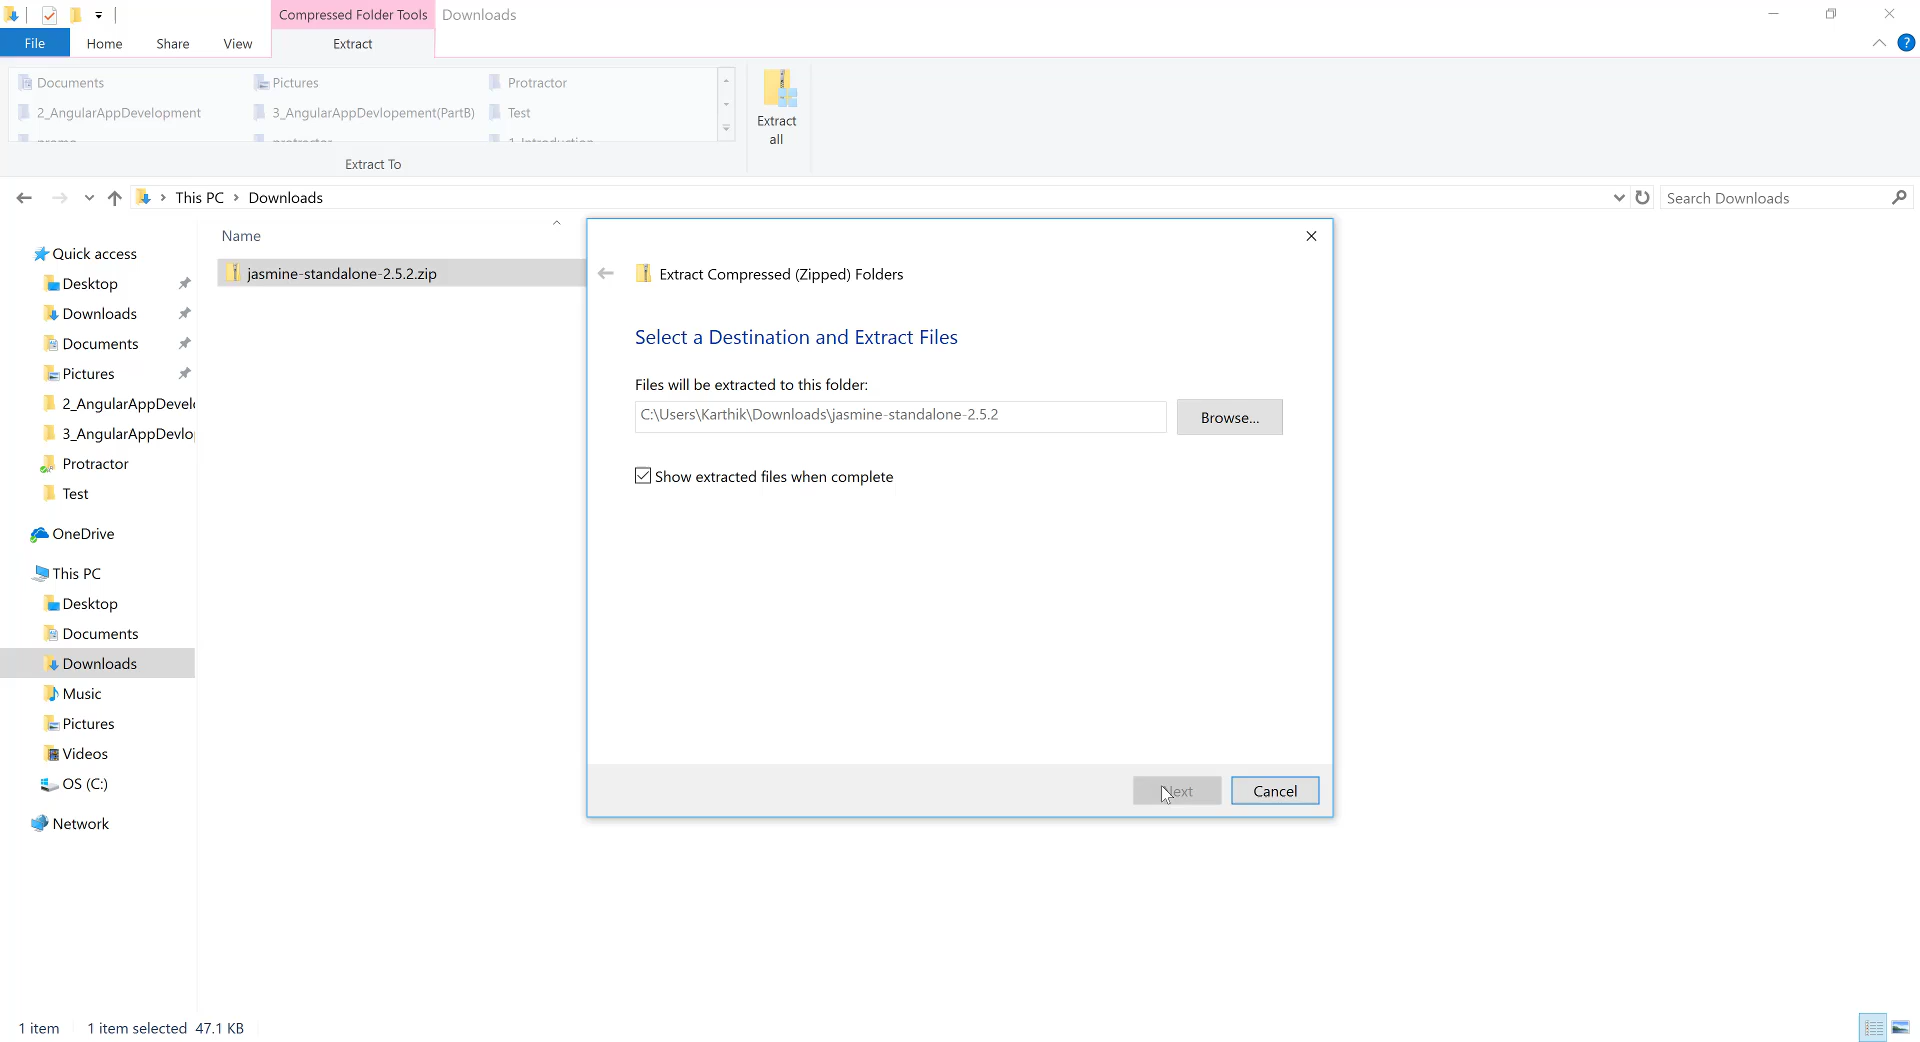 Compressed Folder Tools
Downloads
File
Home
Share
View
Extract
?
Documents
Pictures
Protractor
2_AngularAppDevelopment
3_AngularAppDevlopement(PartB)
Test
Extract all
Extract To
This PC
Downloads
Search Downloads
Name
Quick access
jasmine-standalone-2.5.2.zip
Desktop
Downloads
Documents
Pictures
2_AngularAppDevel
3_AngularAppDevlo
Protractor
Test
OneDrive
This PC
Desktop
Documents
Downloads
Music
Pictures
Videos
OS (C:)
Network
Extract Compressed (Zipped) Folders
Select a Destination and Extract Files
Files will be extracted to this folder:
C:\Users\Karthik\Downloads\jasmine-standalone-2.5.2
Browse...
Show extracted files when complete
Next
Cancel
1 item
1 item selected 47.1 KB